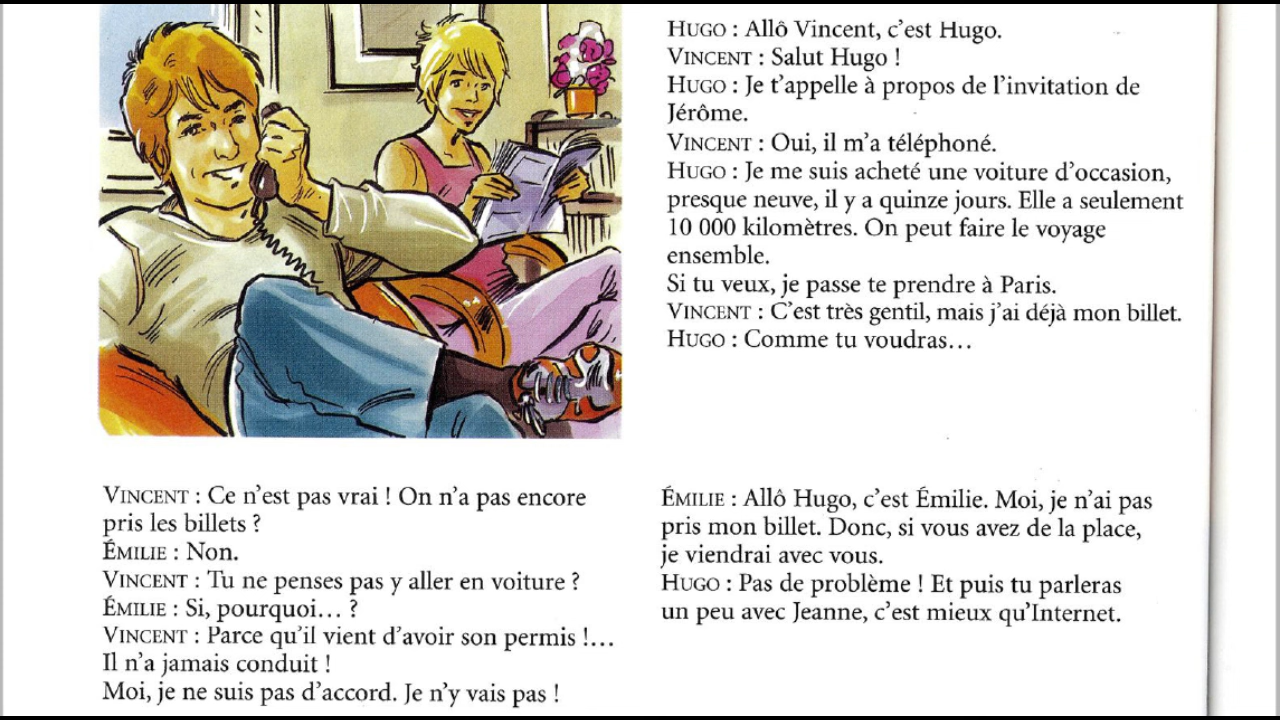 HUGO : Allô Vincent, c'est Hugo.
VINCENT : Salut Hugo !
HUGO : Je t'appelle à propos de l'invitation de
Jérôme.
VINCENT : Oui, il m'a téléphoné.
HUGO : Je me suis acheté une voiture d'occasion,
presque neuve, il y a quinze jours. Elle a seulement
10 000 kilomètres. On peut faire le voyage
ensemble.
Si tu veux, je passe te prendre à Paris.
VINCENT : C'est très gentil, mais j'ai déjà mon billet.
HUGO : Comme tu voudras…
VINCENT : Ce n'est pas vrai ! On n'a pas encore
pris les billets ?
ÉMILIE : Non.
VINCENT : Tu ne penses pas y aller en voiture ?
ÉMILIE : Si, pourquoi… ?
VINCENT : Parce qu'il vient d'avoir son permis !…
Il n'a jamais conduit !
Moi, je ne suis pas d'accord. Je n'y vais pas !
ÉMILIE : Allô Hugo, c'est Émilie. Moi, je n'ai pas
pris mon billet. Donc, si vous avez de la place,
je viendrai avec vous.
HUGO : Pas de problème ! Et puis tu parleras
un peu avec Jeanne, c'est mieux qu'Internet.